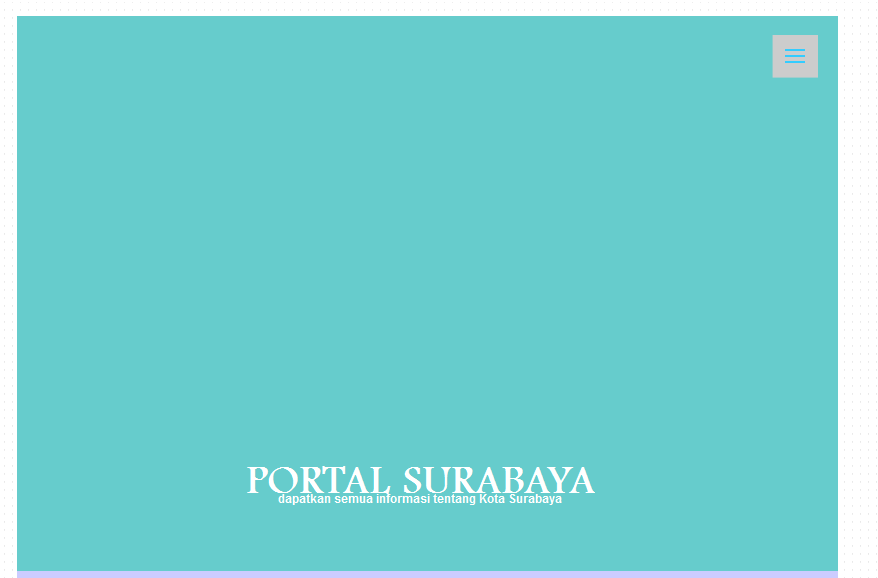 PORTAL SURABAYA
dapatkan semua informasi tentang Kota Surabaya